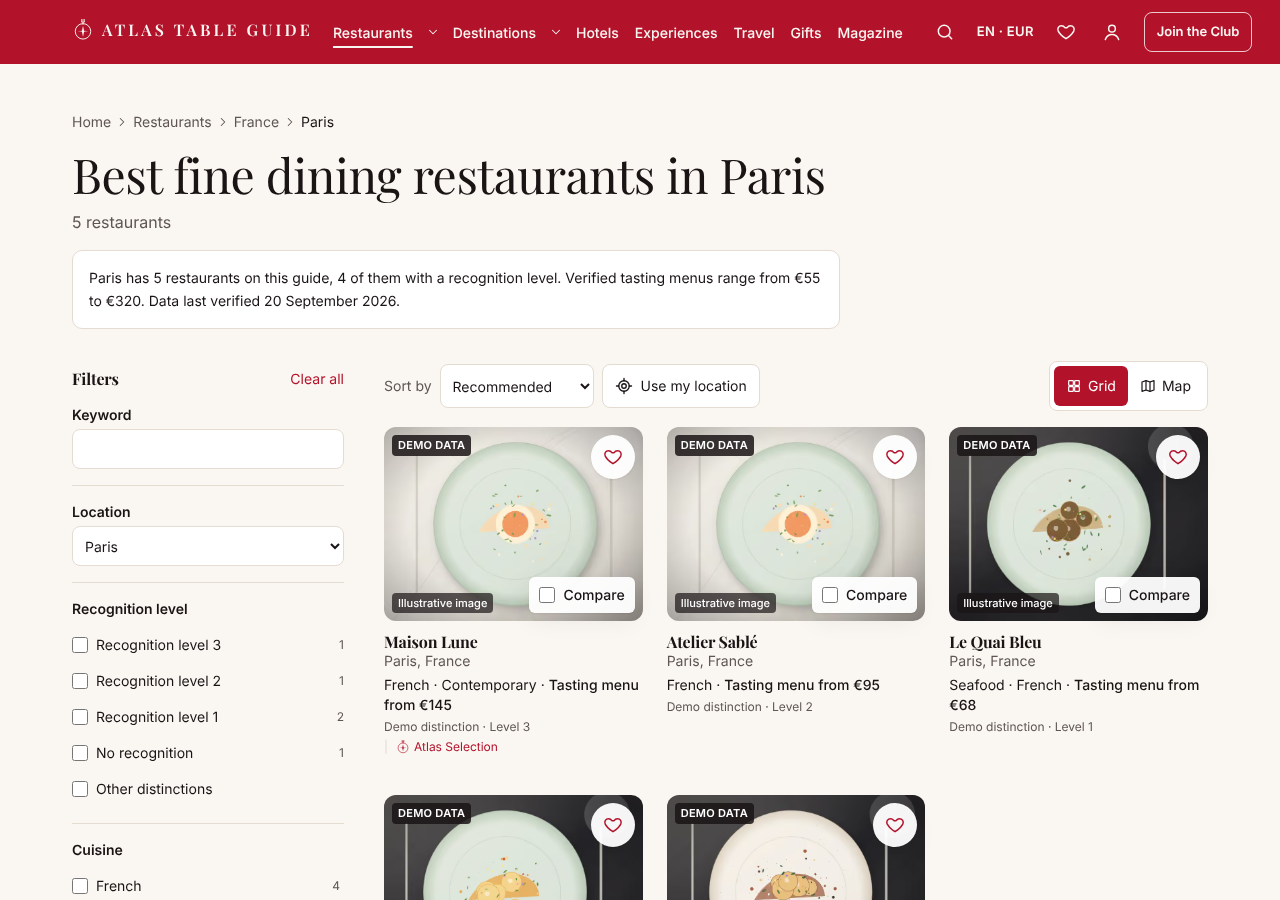 ATLAS TABLE GUIDE
Restaurants
Destinations
Hotels
Experiences
Travel
Gifts
Magazine
EN · EUR
Join the Club
Home
Restaurants
France
Paris
Best fine dining restaurants in Paris
5 restaurants
Paris has 5 restaurants on this guide, 4 of them with a recognition level. Verified tasting menus range from €55
to €320. Data last verified 20 September 2026.
Filters
Clear all
Keyword
Location
Paris
Recognition level
Recognition level 3 1
Recognition level 2 1
Recognition level 1 2
No recognition 1
Other distinctions
Cuisine
French 4
Sort by
Recommended
Use my location
Grid
Map
DEMO DATA
Illustrative image
Compare
Maison Lune
Paris, France
French · Contemporary · Tasting menu
from €145
Demo distinction · Level 3
Atlas Selection
DEMO DATA
Illustrative image
Compare
Atelier Sablé
Paris, France
French · Tasting menu from €95
Demo distinction · Level 2
DEMO DATA
Illustrative image
Compare
Le Quai Bleu
Paris, France
Seafood · French · Tasting menu from
€68
Demo distinction · Level 1
DEMO DATA
DEMO DATA